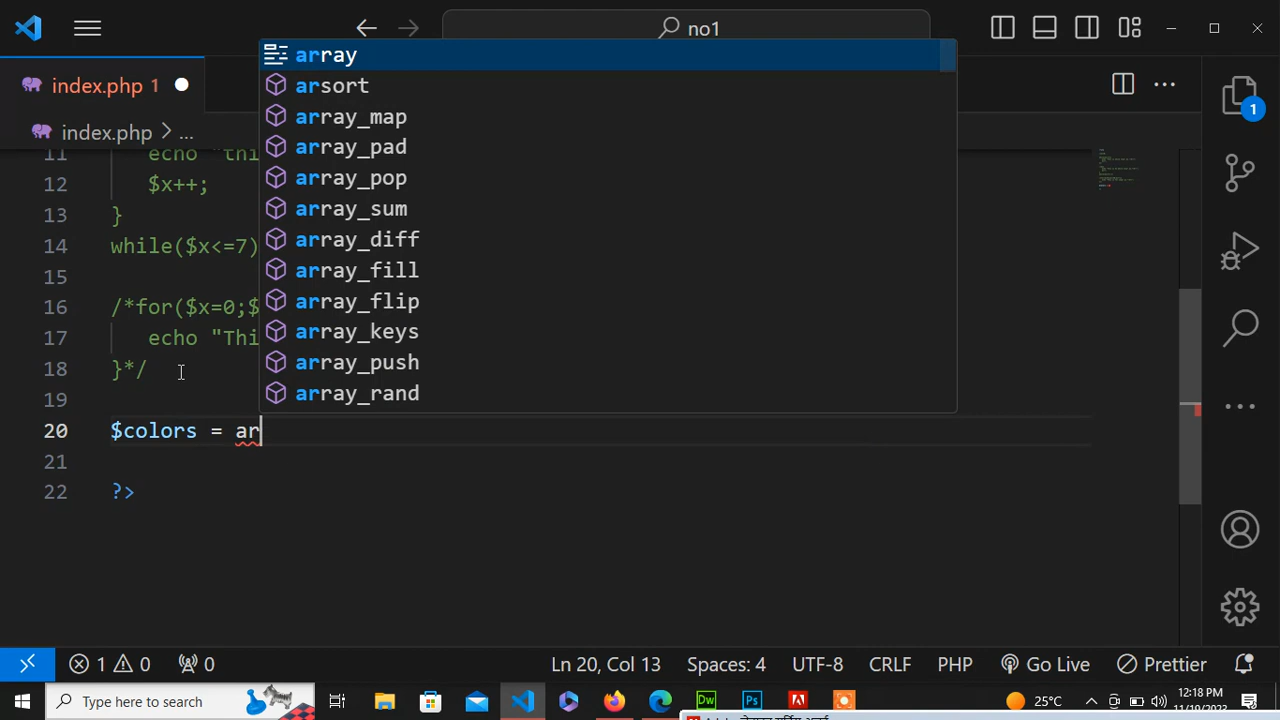 no1
index.php 1
index.php > ...
array
arsort
array_map
array_pad
array_pop
array_sum
array_diff
array_fill
array_flip
array_keys
array_push
array_rand
11 echo "thi
12 $x++;
13 }
14 while($x<=7)
15
16 /*for($x=0;$
17 echo "Thi
18 }*/
19
20 $colors = ar
21
22 ?>
1
1 0 0 Ln 20, Col 13 Spaces: 4 UTF-8 CRLF PHP Go Live Prettier
Type here to search Dw Ps 25°C 12:18 PM